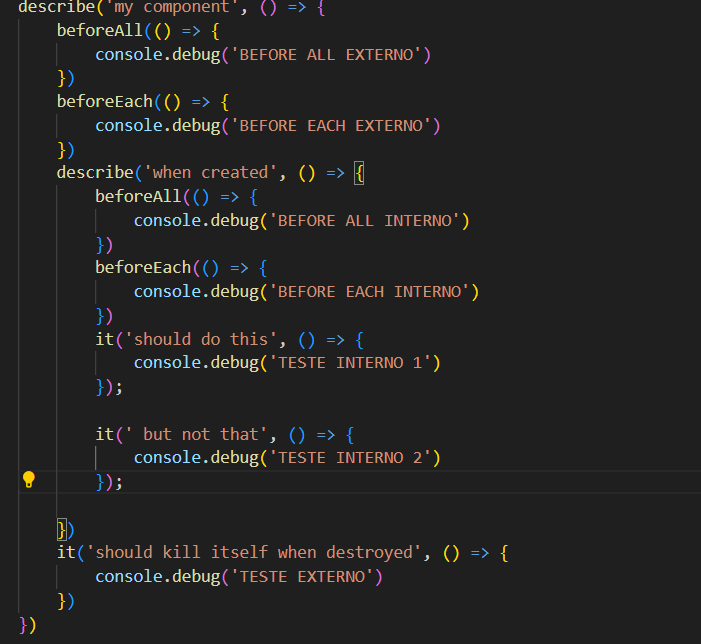 describe('my component', () => {
beforeAll(() => {
console.debug('BEFORE ALL EXTERNO')
})
beforeEach(() => {
console.debug('BEFORE EACH EXTERNO')
})
describe('when created', () => {
beforeAll(() => {
console.debug('BEFORE ALL INTERNO')
})
beforeEach(() => {
console.debug('BEFORE EACH INTERNO')
})
it('should do this', () => {
console.debug('TESTE INTERNO 1')
});
it(' but not that', () => {
console.debug('TESTE INTERNO 2')
});
})
it('should kill itself when destroyed', () => {
console.debug('TESTE EXTERNO')
})
})